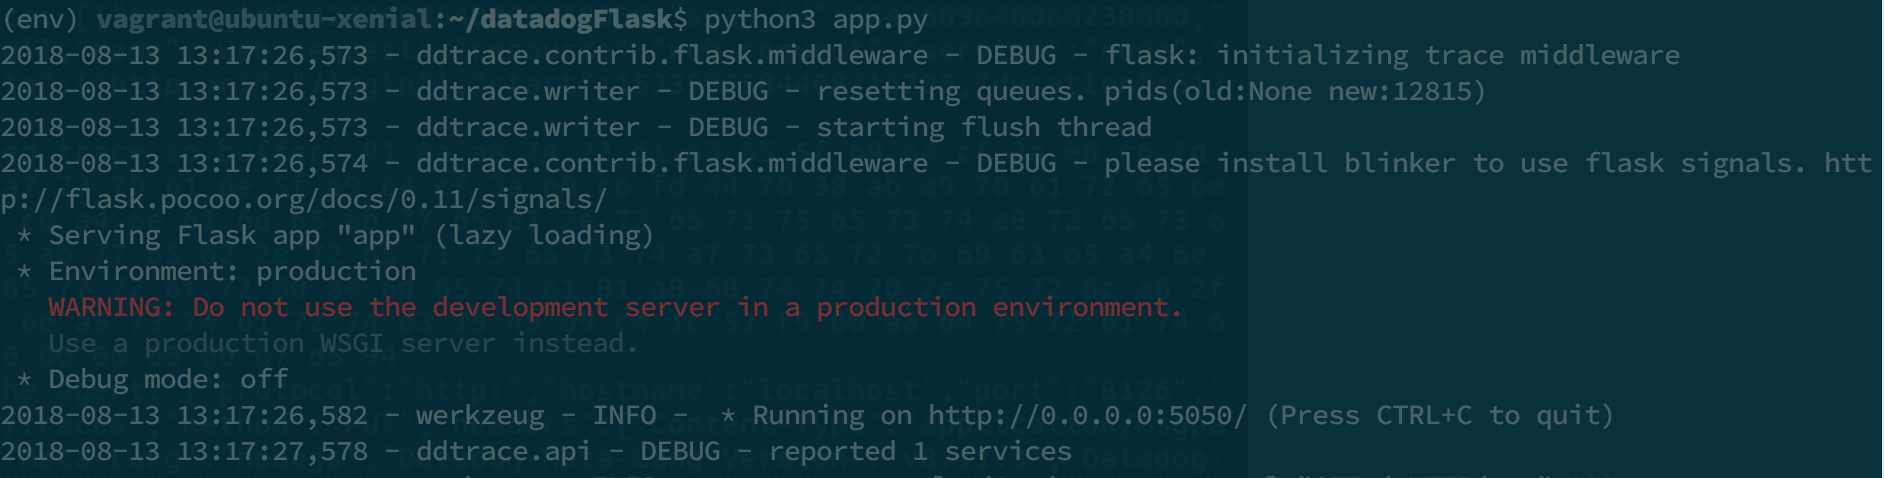 (env) vagrant@ubuntu-xenial:~/datadogFlask$ python3 app.py
2018-08-13 13:17:26,573 - ddtrace.contrib.flask.middleware - DEBUG - flask: initializing trace middleware
2018-08-13 13:17:26,573 - ddtrace.writer - DEBUG - resetting queues. pids(old:None new:12815)
2018-08-13 13:17:26,573 - ddtrace.writer - DEBUG - starting flush thread
2018-08-13 13:17:26,574 - ddtrace.contrib.flask.middleware - DEBUG - please install blinker to use flask signals. htt
p://flask.pocoo.org/docs/0.11/signals/
 * Serving Flask app "app" (lazy loading)
 * Environment: production
   WARNING: Do not use the development server in a production environment.
   Use a production WSGI server instead.
 * Debug mode: off
2018-08-13 13:17:26,582 - werkzeug - INFO -  * Running on http://0.0.0.0:5050/ (Press CTRL+C to quit)
2018-08-13 13:17:27,578 - ddtrace.api - DEBUG - reported 1 services